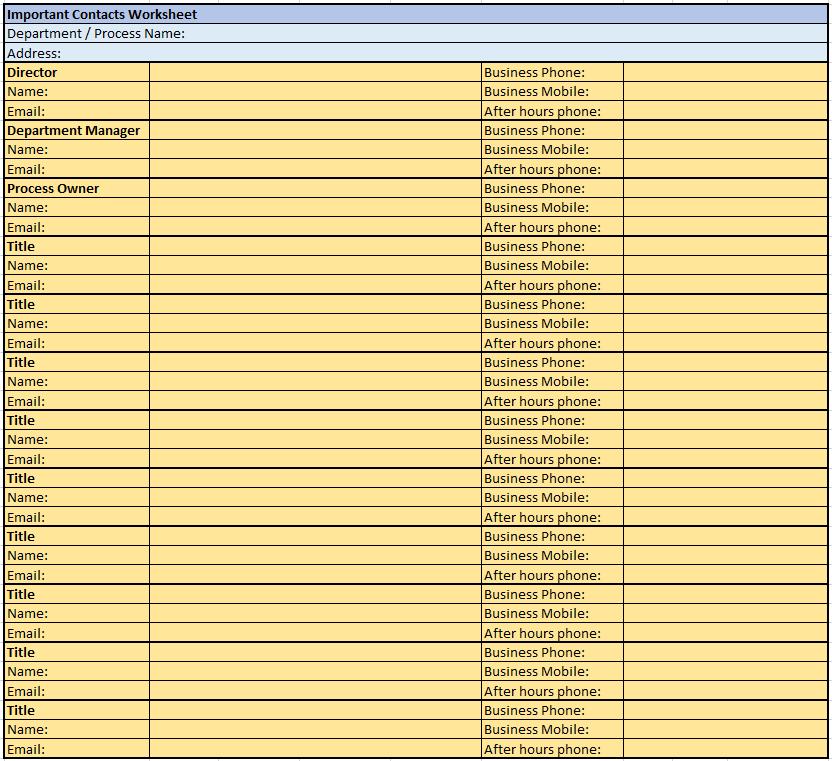 Important Contacts Worksheet
Department / Process Name:
Address:
Director Business Phone:
Name: Business Mobile:
Email: After hours phone:
Department Manager Business Phone:
Name: Business Mobile:
Email: After hours phone:
Process Owner Business Phone:
Name: Business Mobile:
Email: After hours phone:
Title Business Phone:
Name: Business Mobile:
Email: After hours phone:
Title Business Phone:
Name: Business Mobile:
Email: After hours phone:
Title Business Phone:
Name: Business Mobile:
Email: After hours phone:
Title Business Phone:
Name: Business Mobile:
Email: After hours phone:
Title Business Phone:
Name: Business Mobile:
Email: After hours phone:
Title Business Phone:
Name: Business Mobile:
Email: After hours phone:
Title Business Phone:
Name: Business Mobile:
Email: After hours phone:
Title Business Phone:
Name: Business Mobile:
Email: After hours phone:
Title Business Phone:
Name: Business Mobile:
Email: After hours phone: